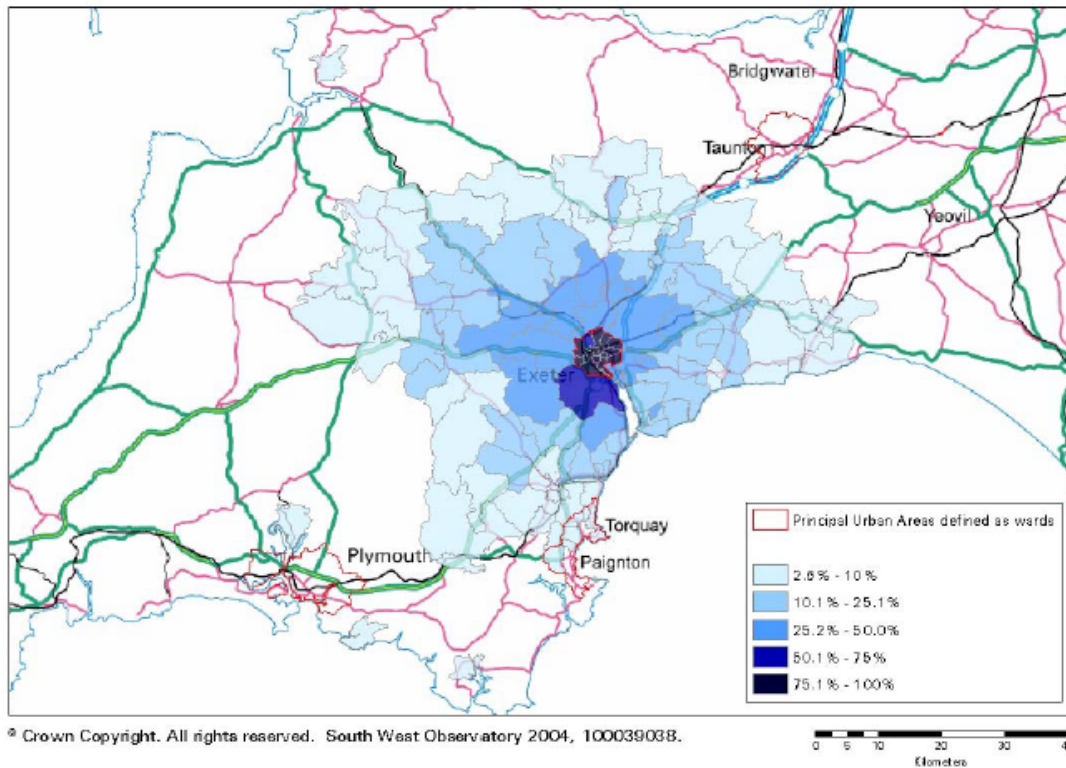 Bridgwater
Taunton
Yeovil
Exeter
Torquay
Plymouth
Paignton
Principal Urban Areas defined as wards
2.6% - 10%
10.1% - 25.1%
25.2% - 50.0%
50.1% - 75%
75.1% - 100%
© Crown Copyright. All rights reserved. South West Observatory 2004, 100039038.
0 5 10 20 30 40
Kilometers